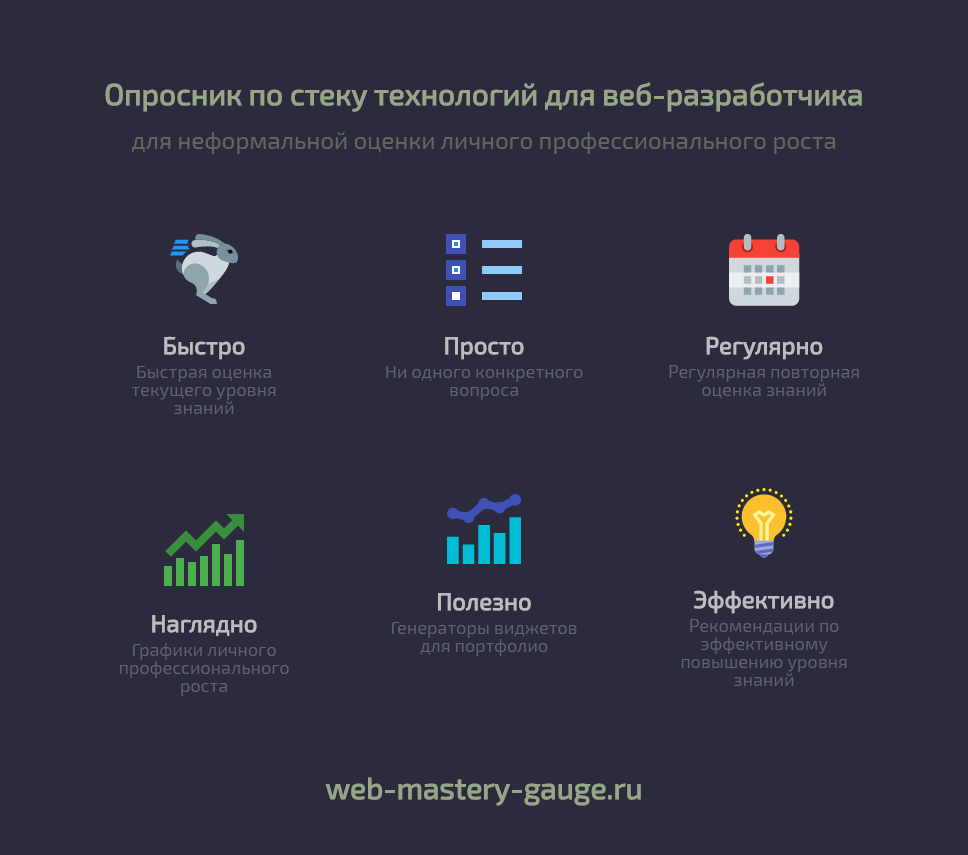 Опросник по стеку технологий для веб-разработчика
для неформальной оценки личного профессионального роста
Быстро
Быстрая оценка
текущего уровня
знаний
Просто
Ни одного конкретного
вопроса
Регулярно
Регулярная повторная
оценка знаний
Наглядно
Графики личного
профессионального
роста
Полезно
Генераторы виджетов
для портфолио
Эффективно
Рекомендации по
эффективному
повышению уровня
знаний
web-mastery-gauge.ru